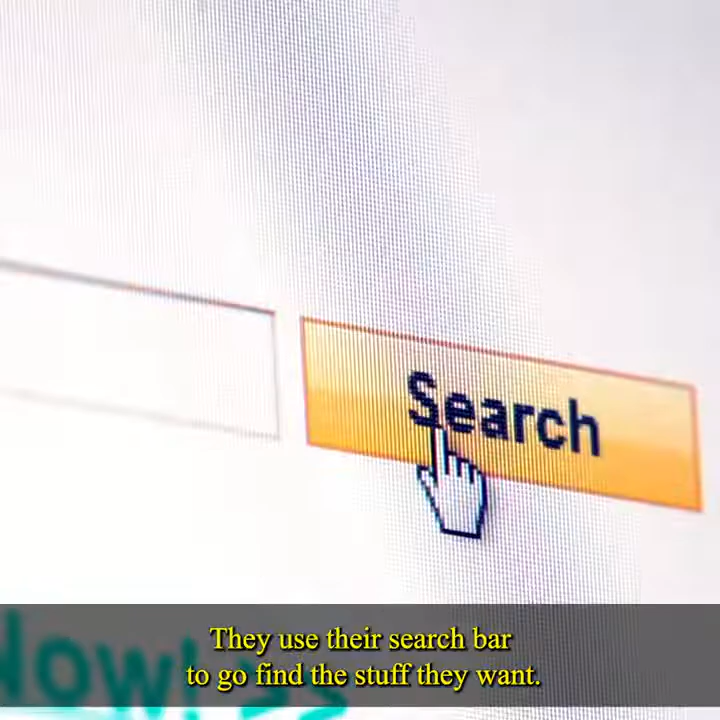 Search
They use their search bar
to go find the stuff they want.